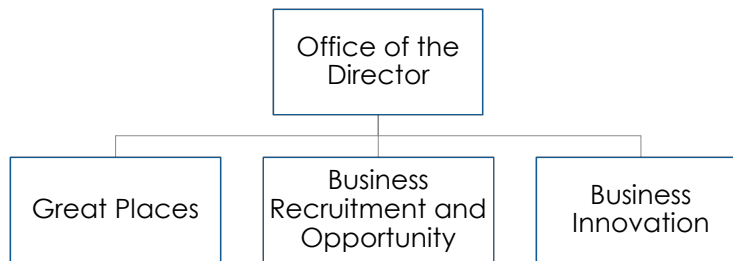 Office of the
Director
Great Places
Business
Recruitment and
Opportunity
Business
Innovation